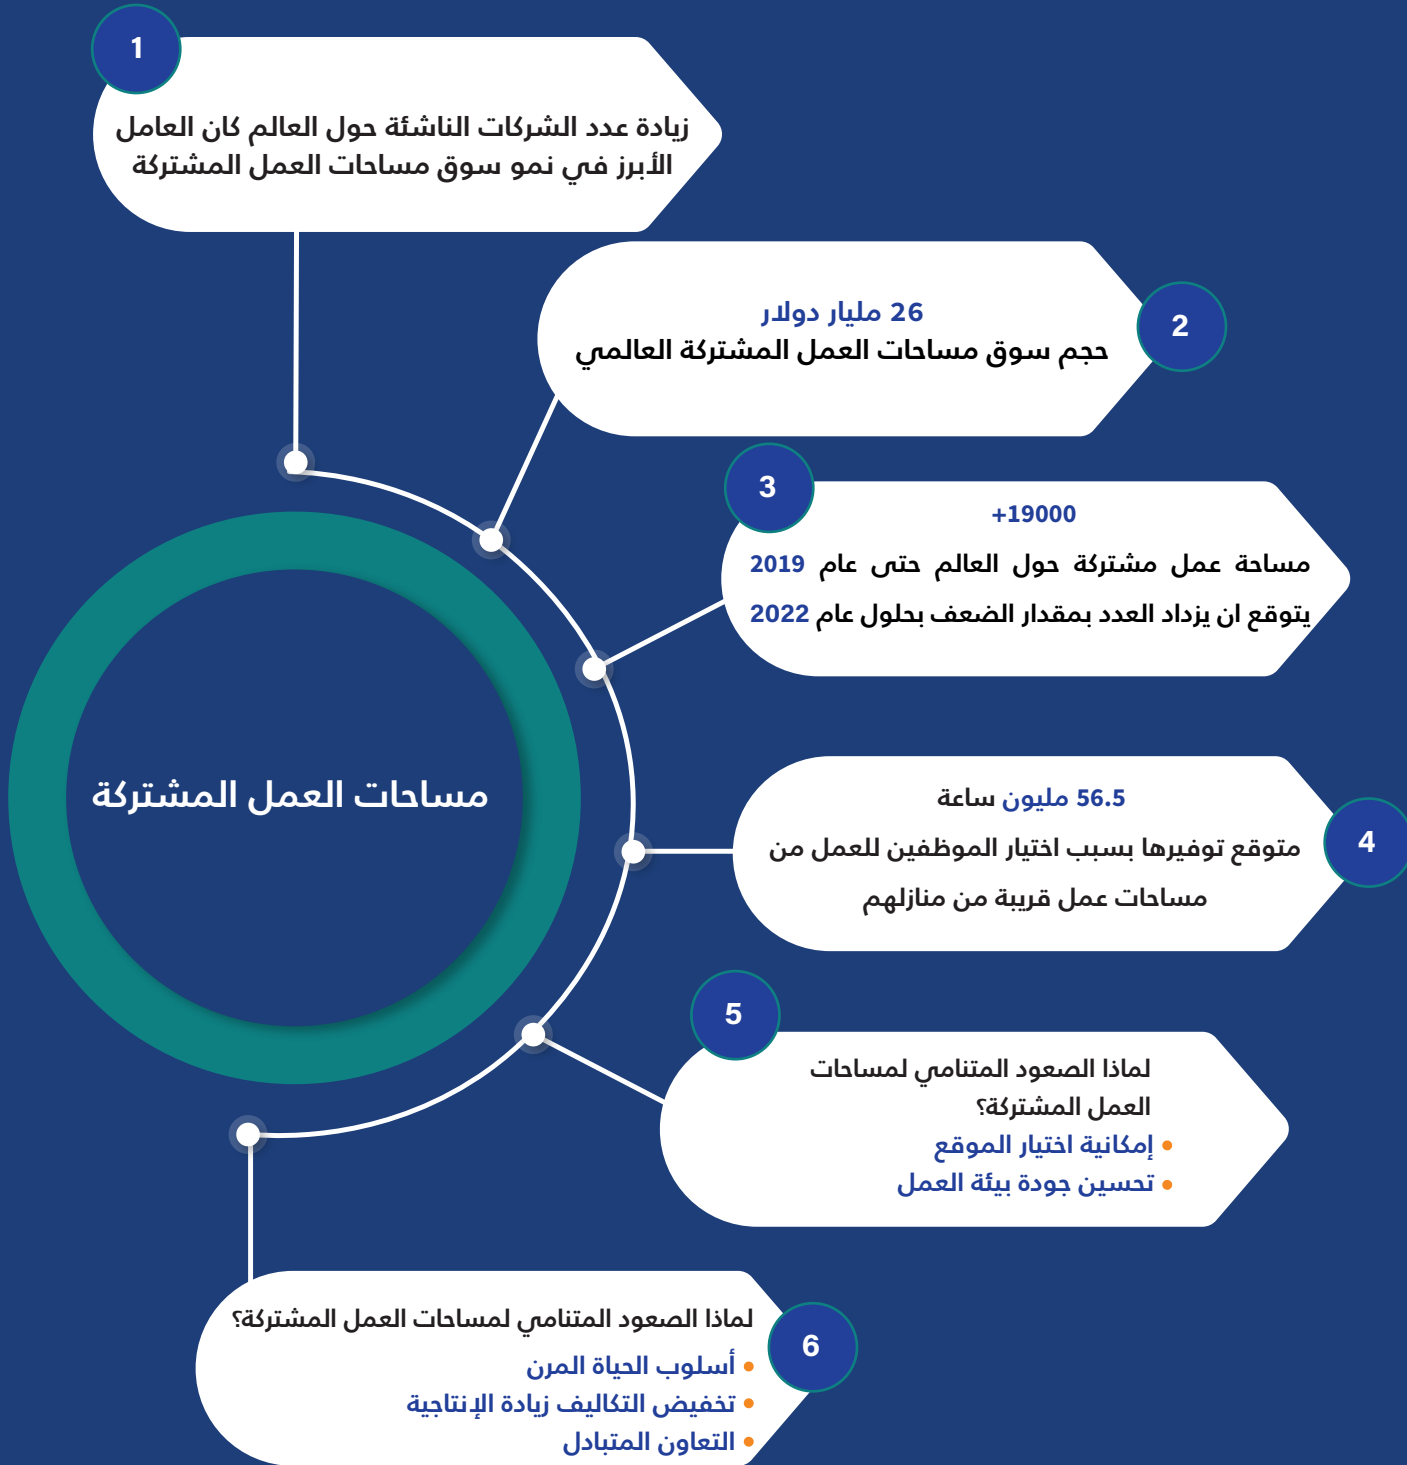 1
زيادة عدد الشركات الناشئة حول العالم كان العامل
الأبرز في نمو سوق مساحات العمل المشتركة
2
26 مليار دولار
حجم سوق مساحات العمل المشتركة العالمي
3
+19000
مساحة عمل مشتركة حول العالم حتى عام 2019
يتوقع ان يزداد العدد بمقدار الضعف بحلول عام 2022
مساحات العمل المشتركة
4
56.5 مليون ساعة
متوقع توفيرها بسبب اختيار الموظفين للعمل من
مساحات عمل قريبة من منازلهم
5
لماذا الصعود المتنامي لمساحات
العمل المشتركة؟
• إمكانية اختيار الموقع
• تحسين جودة بيئة العمل
6
لماذا الصعود المتنامي لمساحات العمل المشتركة؟
• أسلوب الحياة المرن
• تخفيض التكاليف زيادة الإنتاجية
• التعاون المتبادل